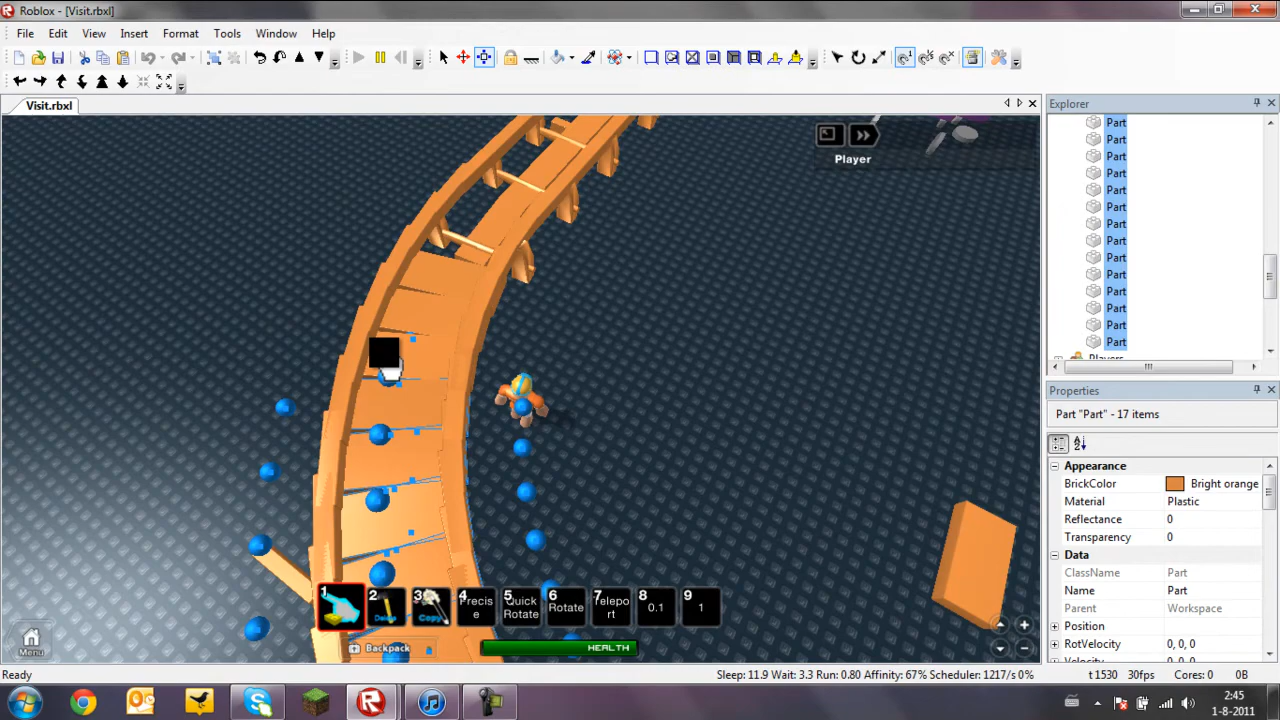 Roblox - [Visit.rbxl]
File Edit View Insert Format Tools Window Help
Visit.rbxl
Explorer
Player
Part
Part
Part
Part
Part
Part
Part
Part
Part
Part
Part
Part
Part
Part
Properties
Part "Part" - 17 items
Appearance
BrickColor Bright orange
Material Plastic
Reflectance 0
Transparency 0
Data
ClassName Part
Name Part
Parent Workspace
Position
RotVelocity 0, 0, 0
1
2 Delete
3 Copy
4 Precis
e
5 Quick
Rotate
6 Rotate
7 Telepo
rt
8 0.1
9 1
Menu
Backpack
HEALTH
Ready
Sleep: 11.9 Wait: 3.3 Run: 0.80 Affinity: 67% Scheduler: 1217/s 0%
t 1530 30fps Cores: 0 0B
2:45
1-8-2011